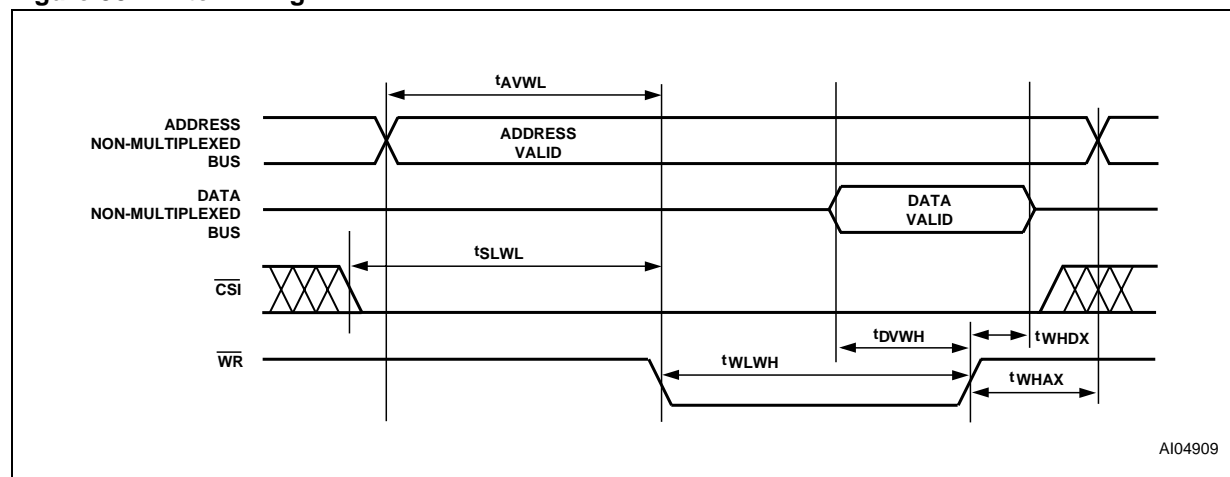 tAVWL
ADDRESS
NON-MULTIPLEXED
BUS
ADDRESS
VALID
DATA
NON-MULTIPLEXED
BUS
DATA
VALID
tSLWL
CSI
tDVWH
tWHDX
WR
tWLWH
tWHAX
AI04909